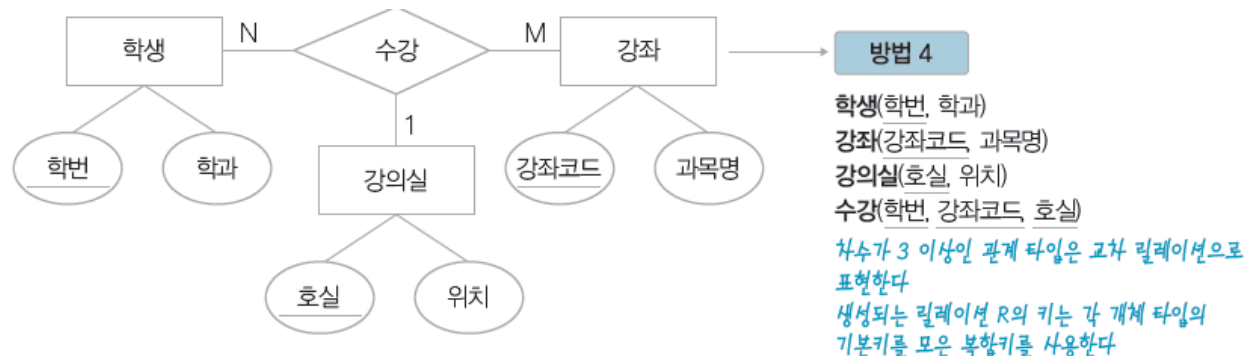 학생
N
수강
M
강좌
방법 4
1
학번
학과
강의실
강좌코드
과목명
호실
위치
학생(학번, 학과)
강좌(강좌코드, 과목명)
강의실(호실, 위치)
수강(학번, 강좌코드, 호실)
차수가 3 이상인 관계 타입은 교차 릴레이션으로
표현한다
생성되는 릴레이션 R의 키는 각 개체 타입의
기본키를 모은 복합키를 사용한다